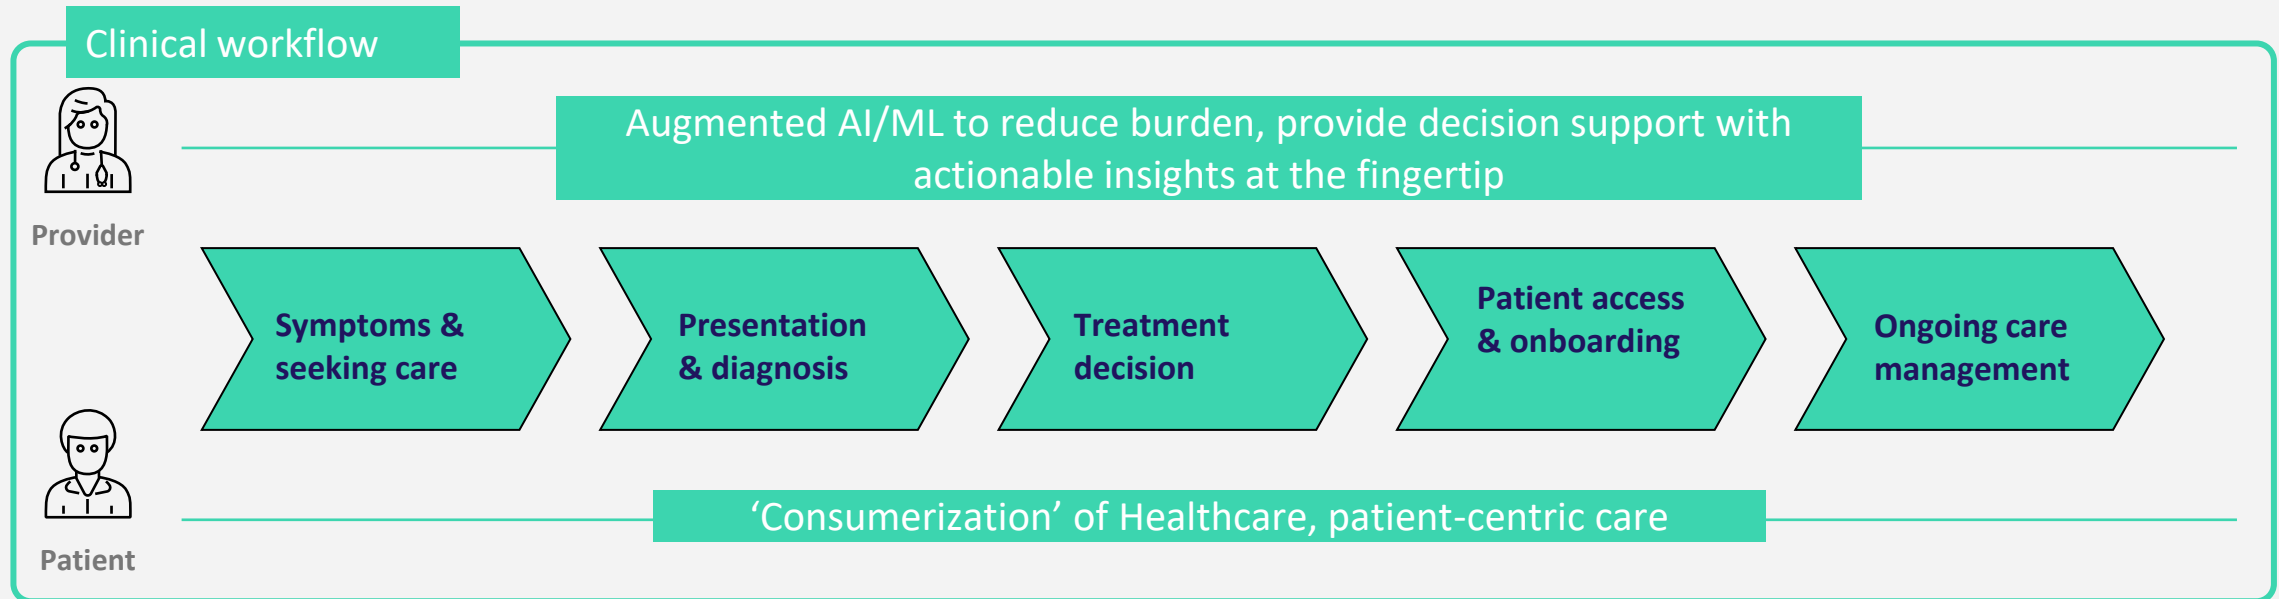 Clinical workflow
Augmented AI/ML to reduce burden, provide decision support with
actionable insights at the fingertip
Provider
Symptoms &
seeking care
Presentation
& diagnosis
Treatment
decision
Patient access
& onboarding
Ongoing care
management
‘Consumerization’ of Healthcare, patient-centric care
Patient